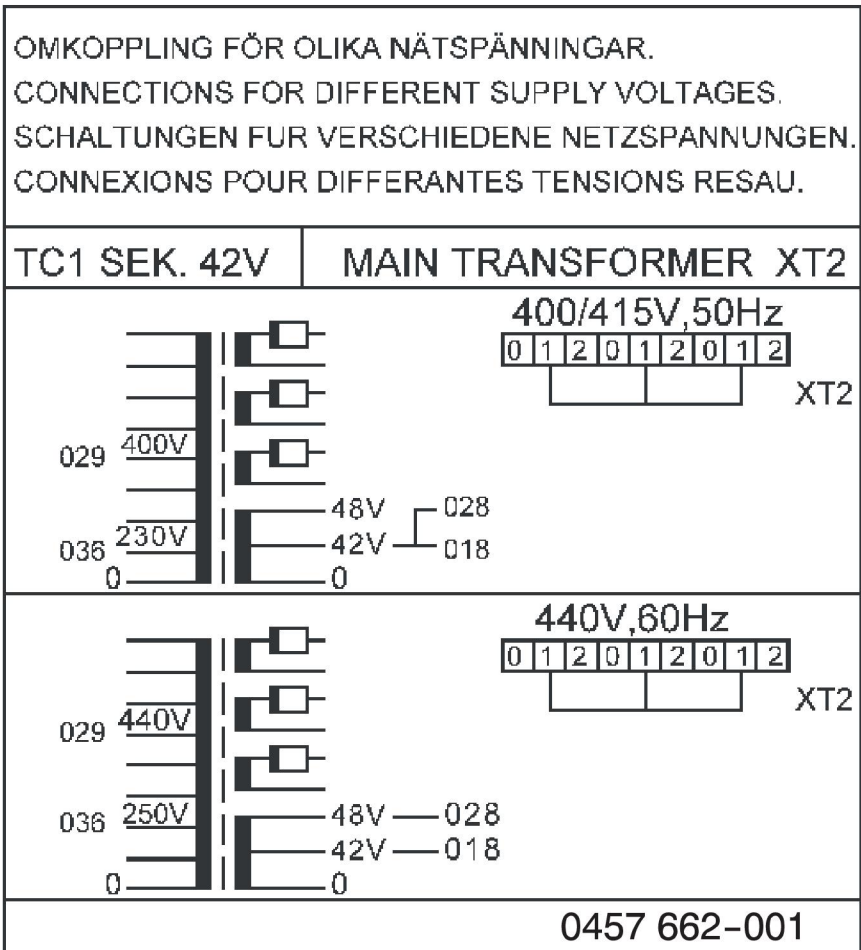 OMKOPPLING FÖR OLIKA NÄTSPÄNNINGAR.
CONNECTIONS FOR DIFFERENT SUPPLY VOLTAGES.
SCHALTUNGEN FUR VERSCHIEDENE NETZSPANNUNGEN.
CONNEXIONS POUR DIFFERANTES TENSIONS RESAU.
TC1 SEK. 42V MAIN TRANSFORMER XT2
400/415V,50Hz
0 1 2 0 1 2 0 1 2
XT2
029 400V
48V 028
036 230V 42V 018
0 0
440V,60Hz
0 1 2 0 1 2 0 1 2
XT2
029 440V
036 250V 48V 028
42V 018
0 0
0457 662-001